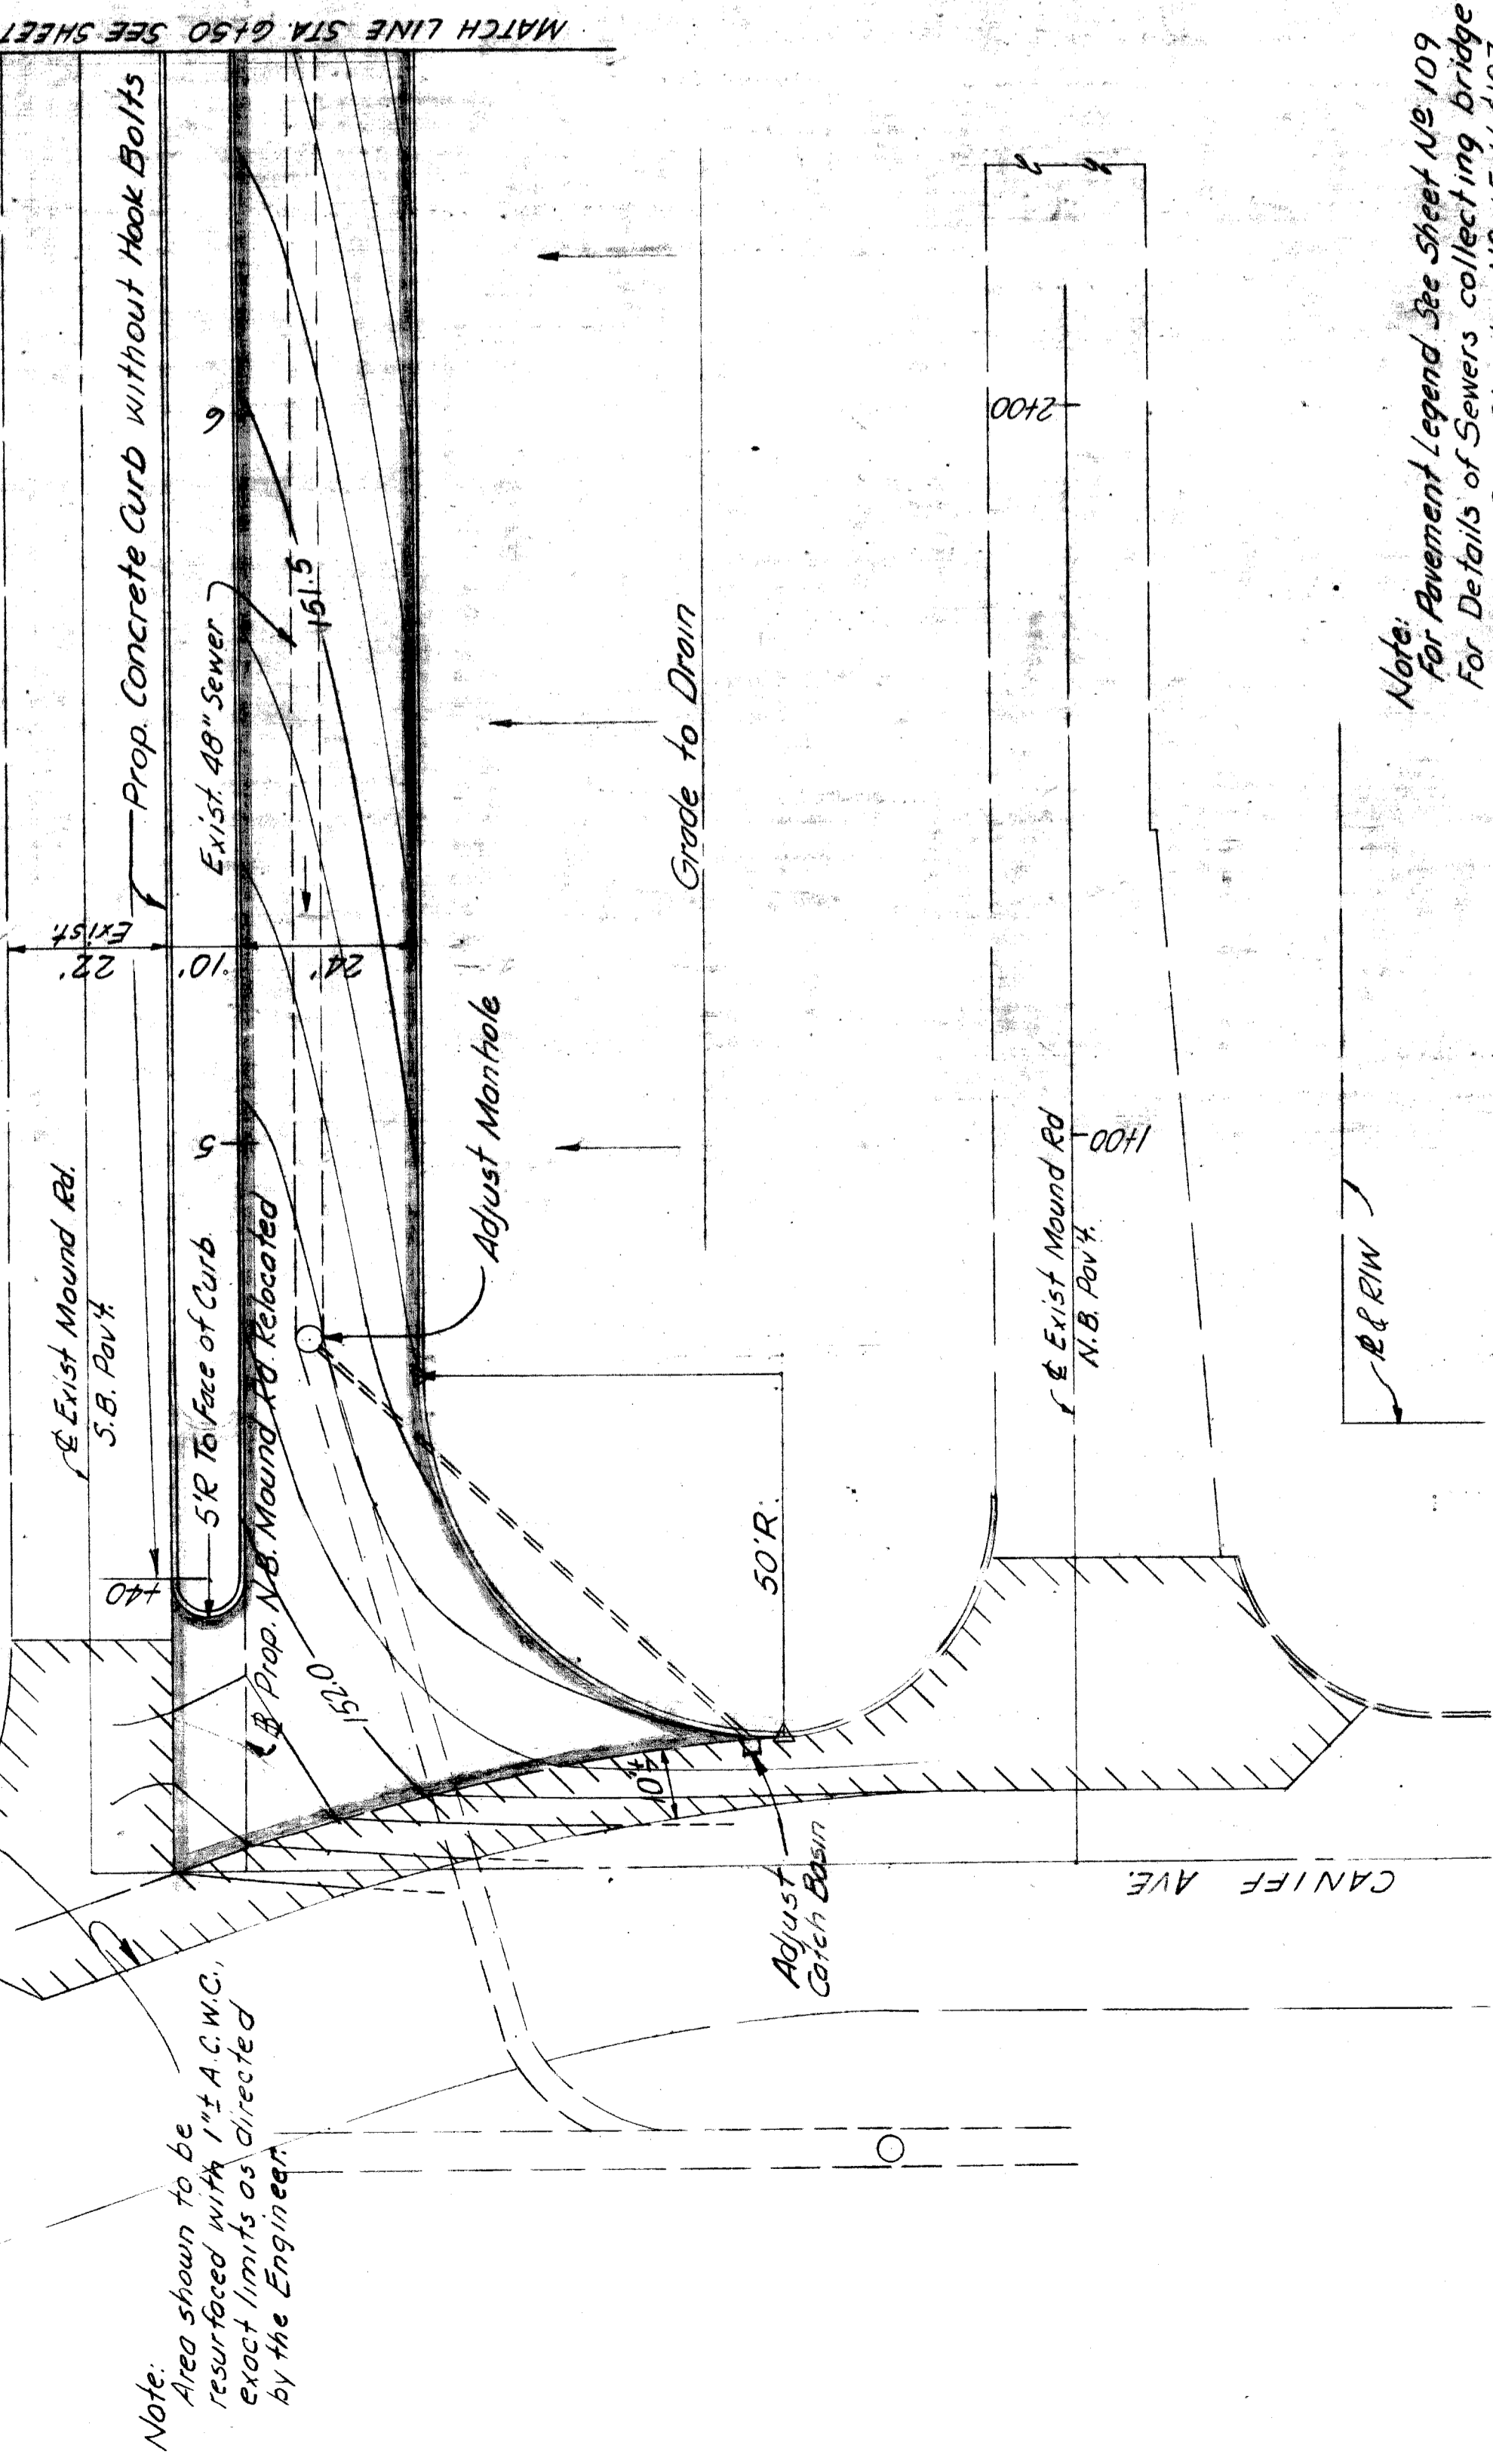 MATCH LINE STA. 6+50 SEE SHEET
Prop. Concrete Curb without Hook Bolts
6
Exist. 48" Sewer
151.5
Exist.
22'
10'
24'
Grade to Drain
2+00
Note:
For Pavement Legend See Sheet Nº 109
For Details of Sewers collecting bridge
℄ Exist Mound Rd.
S.B. Pav't.
5
5'R To Face of Curb
Prop. N.B. Mound Rd. Relocated
Adjust Manhole
+40
152.0
50'R.
℄ Exist Mound Rd
N.B. Pav't.
1+00
R/W
10'±
Adjust
Catch Basin
CANIFF AVE.
Note:
Area shown to be
resurfaced with 1"± A.C.W.C.,
exact limits as directed
by the Engineer.